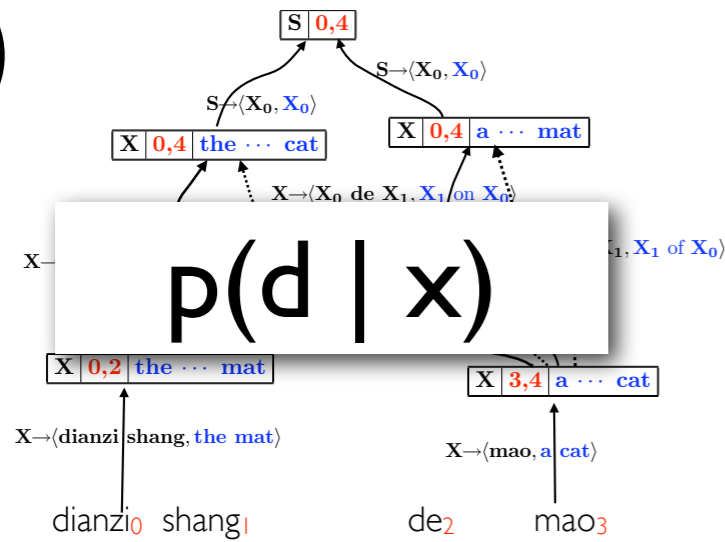 S 0,4
S→⟨X₀, X₀⟩
S→⟨X₀, X₀⟩
X 0,4 the ··· cat
X 0,4 a ··· mat
X→⟨X₀ de X₁, X₁ on X₀⟩
X→
X₁, X₁ of X₀⟩
p(d | x)
X 0,2 the ··· mat
X 3,4 a ··· cat
X→⟨dianzi shang, the mat⟩
X→⟨mao, a cat⟩
dianzi₀ shang₁ de₂ mao₃